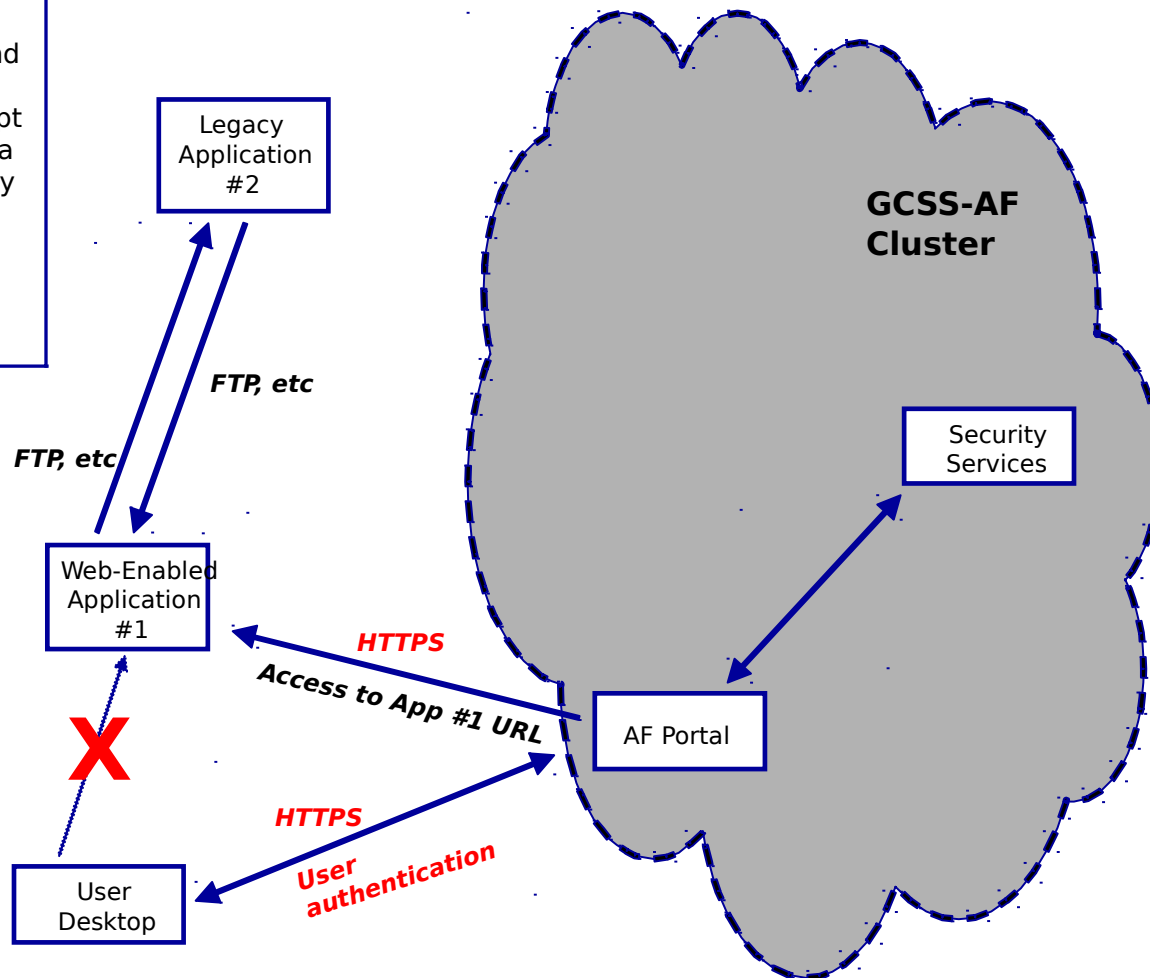 Legacy
Application
#2
GCSS-AF
Cluster
FTP, etc
FTP, etc
Security
Services
Web-Enabled
Application
#1
HTTPS
Access to App #1 URL
AF Portal
X
HTTPS
User
authentication
User
Desktop